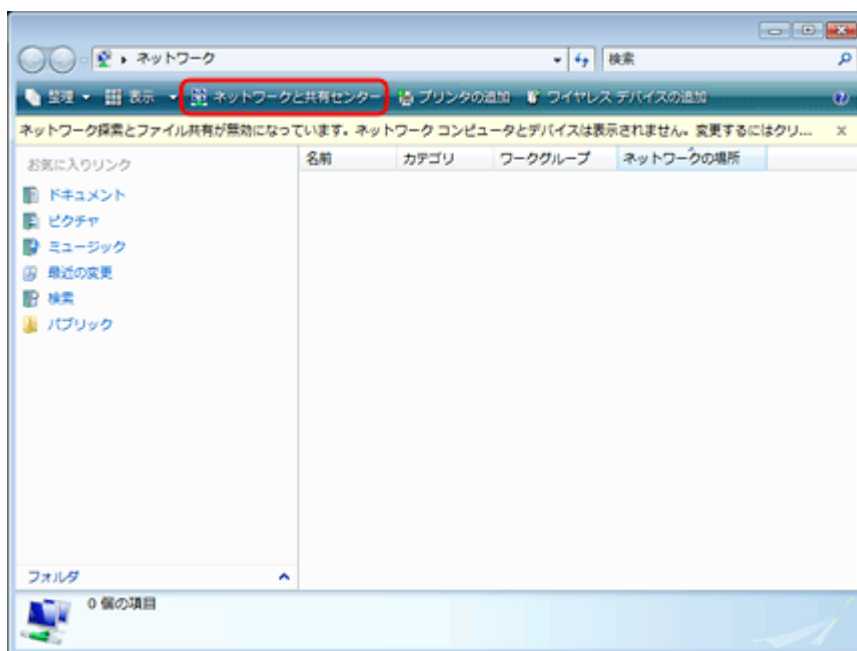 ネットワーク
検索
整理 表示 ネットワークと共有センター プリンタの追加 ワイヤレス デバイスの追加
ネットワーク探索とファイル共有が無効になっています。ネットワーク コンピュータとデバイスは表示されません。変更するにはクリ...
お気に入りリンク
名前 カテゴリ ワークグループ ネットワークの場所
ドキュメント
ピクチャ
ミュージック
最近の変更
検索
パブリック
フォルダ
0 個の項目